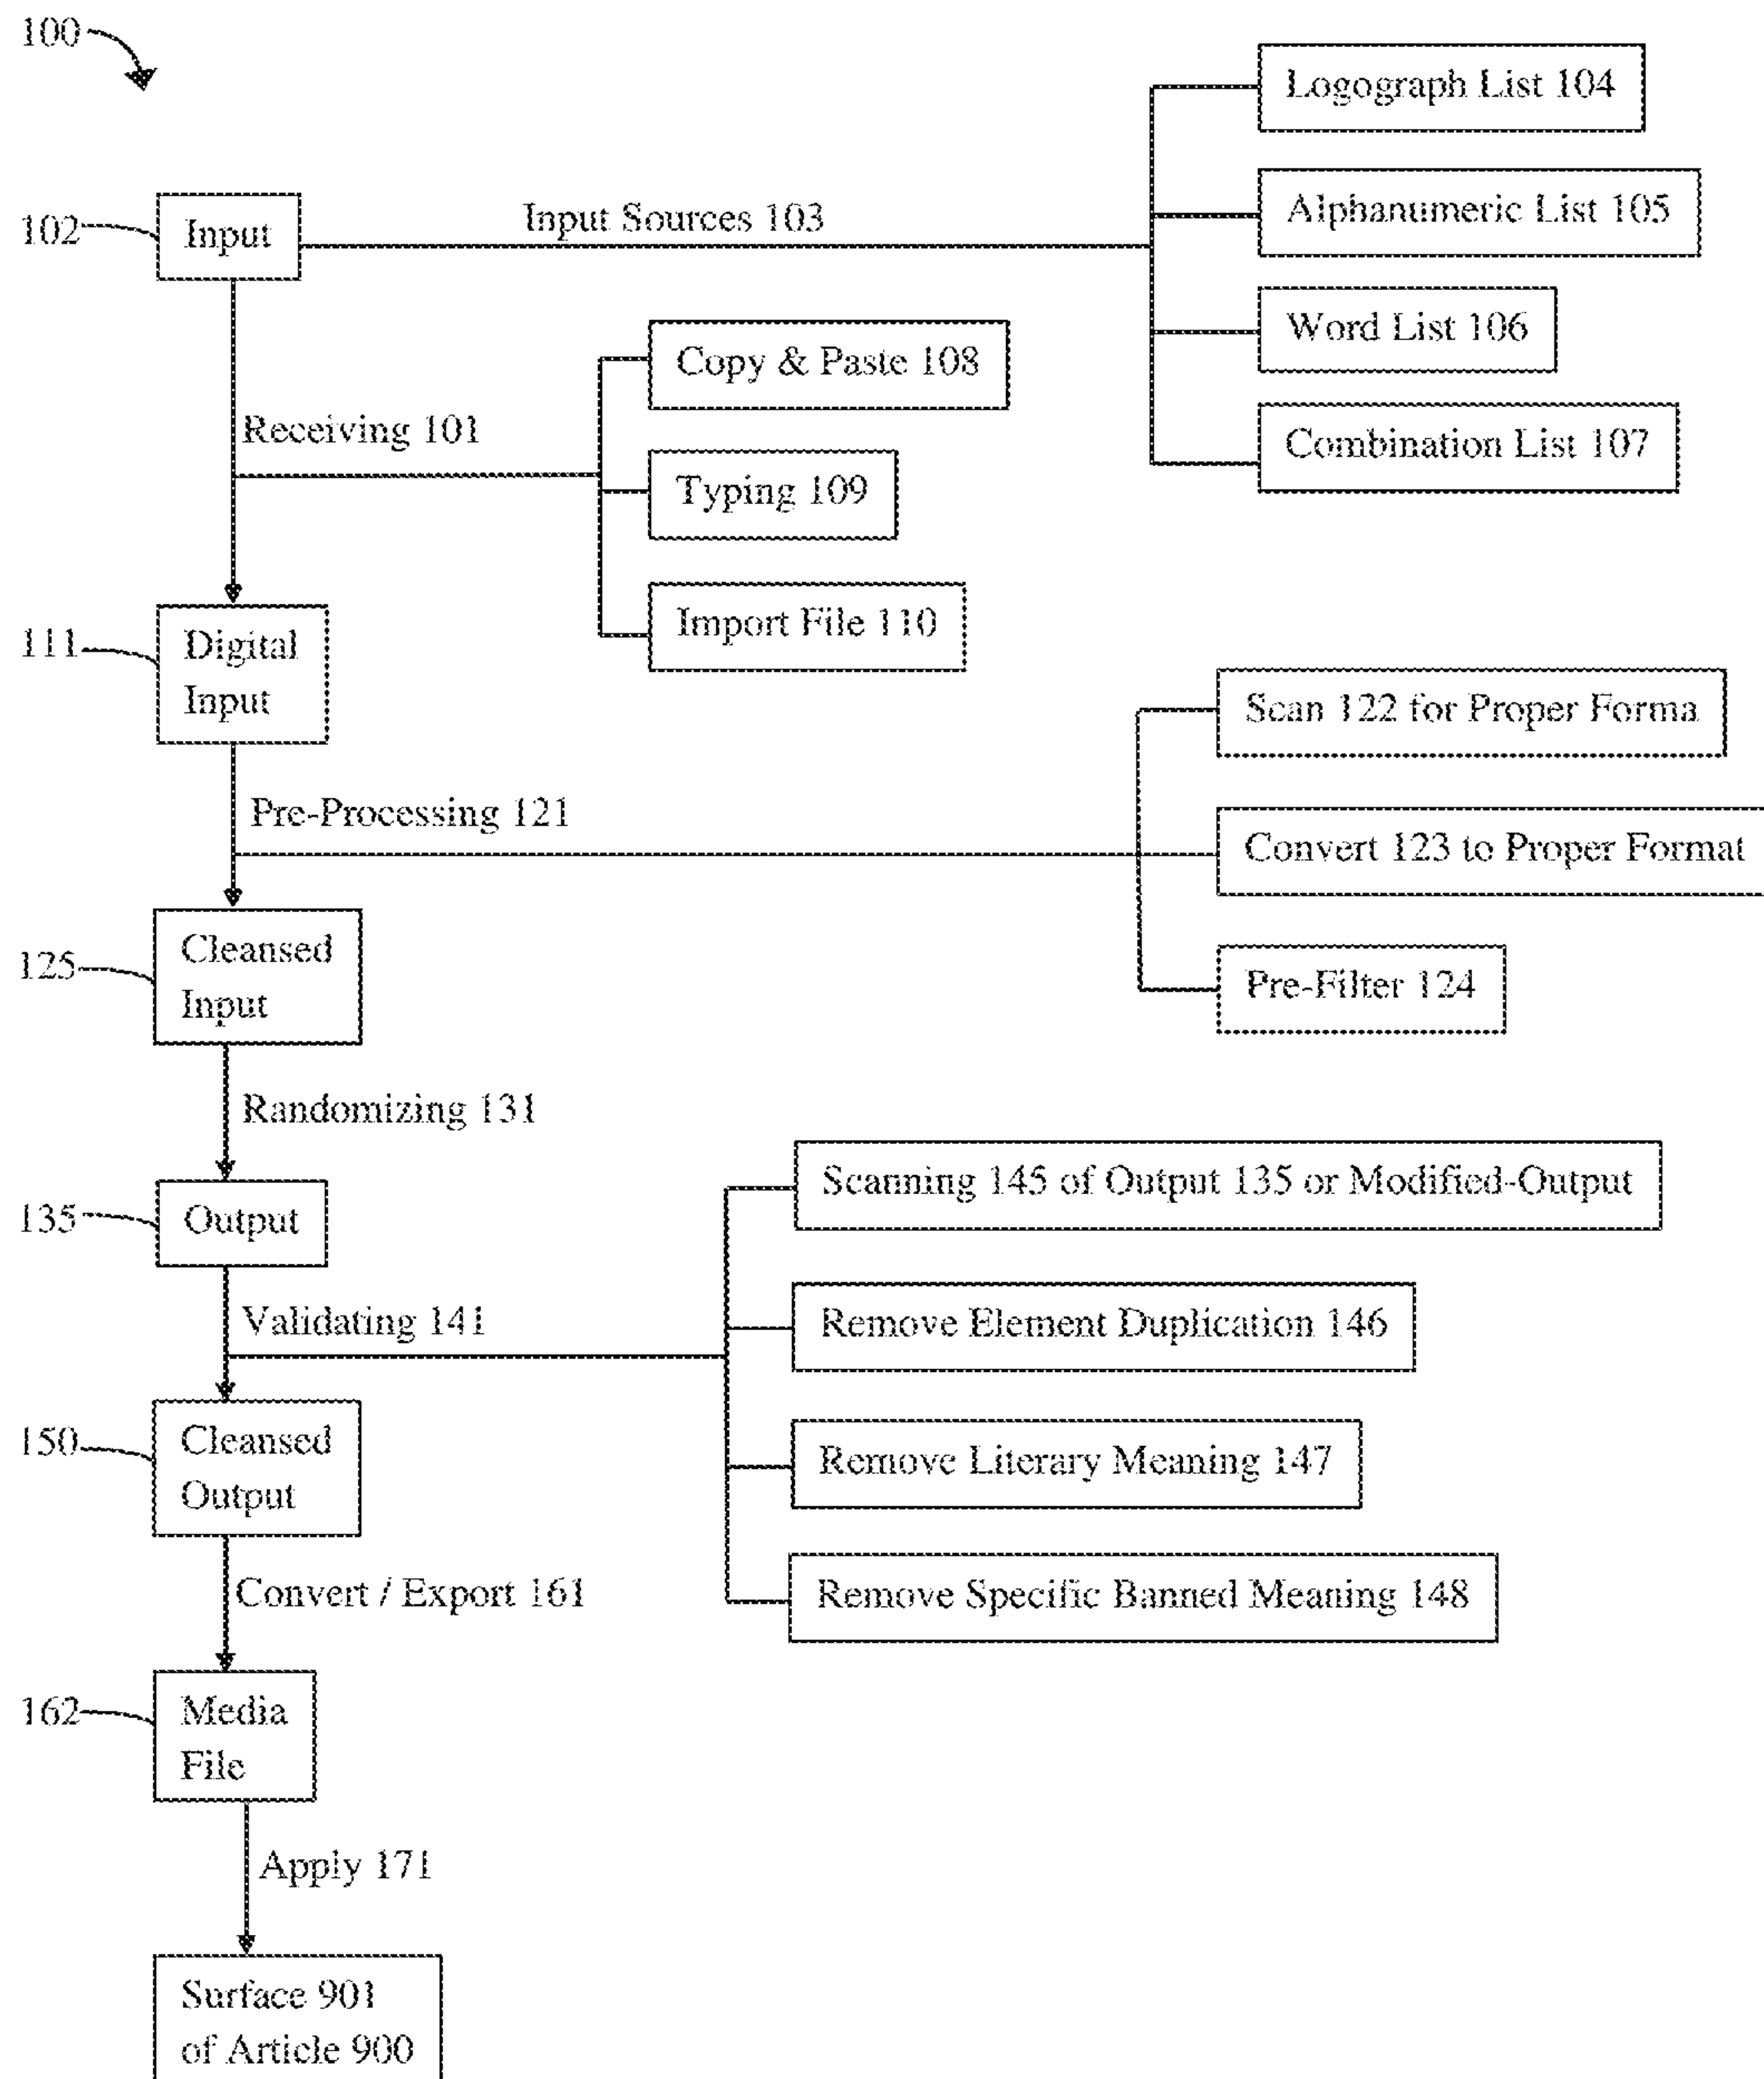 100
Logograph List 104
Alphanumeric List 105
102
Input
Input Sources 103
Word List 106
Combination List 107
Copy & Paste 108
Receiving 101
Typing 109
Import File 110
111
Digital
Input
Scan 122 for Proper Forma
Pre-Processing 121
Convert 123 to Proper Format
Pre-Filter 124
125
Cleansed
Input
Randomizing 131
135
Output
Scanning 145 of Output 135 or Modified-Output
Validating 141
Remove Element Duplication 146
150
Cleansed
Output
Remove Literary Meaning 147
Remove Specific Banned Meaning 148
Convert / Export 161
162
Media
File
Apply 171
Surface 901
of Article 900